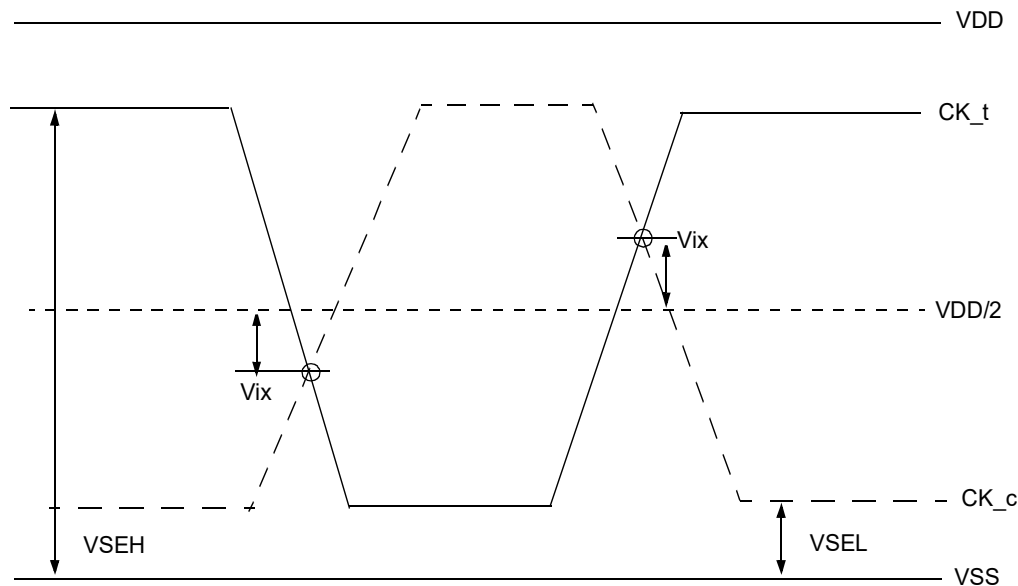 VDD
CK_t
Vix
VDD/2
Vix
CK_c
VSEH
VSEL
VSS